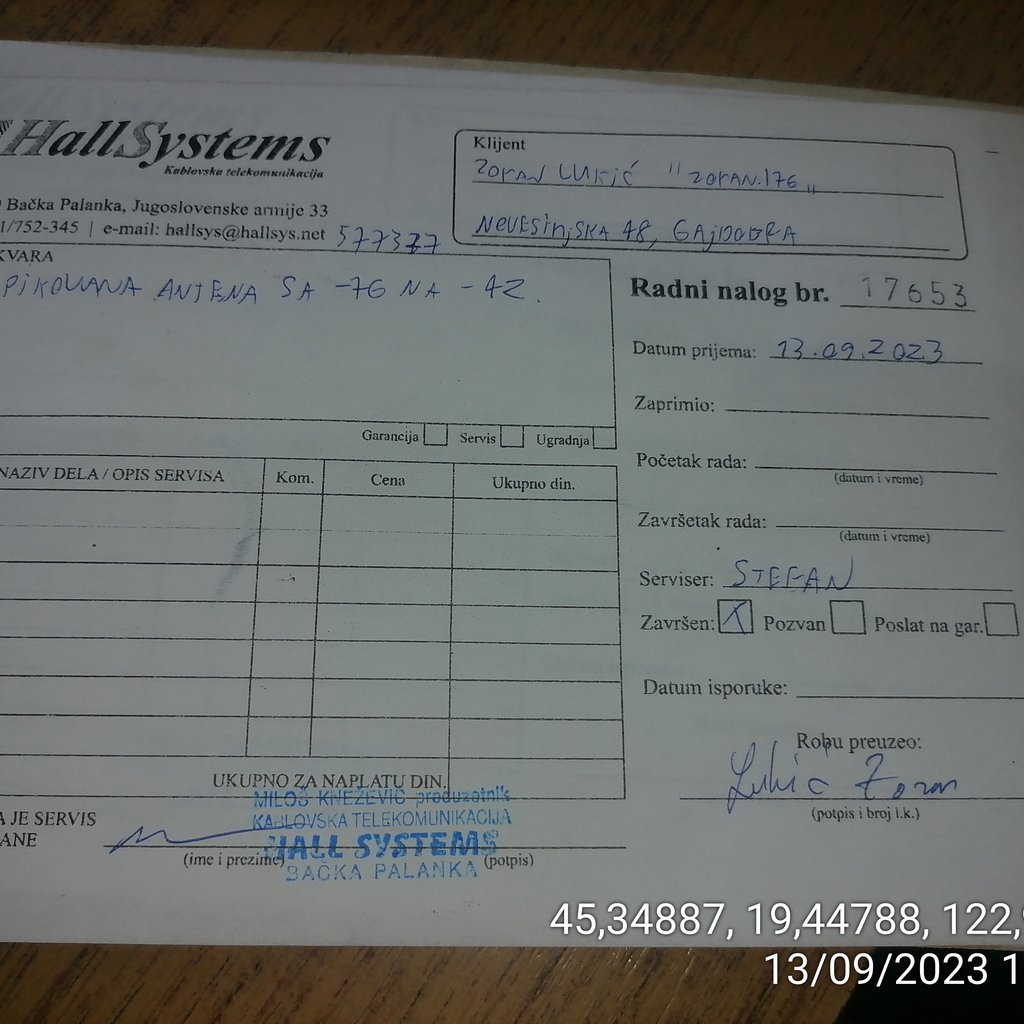 HallSystems
Kablovska telekomunikacija
Bačka Palanka, Jugoslovenske armije 33
1/752-345 | e-mail: hallsys@hallsys.net
577337
Klijent
ZORAN LUKIĆ "ZORAN.176"
NEVESINJSKA 48, GAJDOBRA
KVARA
PIKOVANA ANTENA SA -76 NA -42.
Garancija Servis Ugradnja
Radni nalog br. 17653
Datum prijema: 13.09.2023
Zaprimio:
Početak rada:
(datum i vreme)
Završetak rada:
(datum i vreme)
Serviser: STEFAN
Završen: X Pozvan Poslat na gar.
Datum isporuke:
Robu preuzeo:
Lukić Zoran
(potpis i broj l.k.)
NAZIV DELA / OPIS SERVISA Kom. Cena Ukupno din.
UKUPNO ZA NAPLATU DIN.
A JE SERVIS
ANE
(ime i prezime) (potpis)
MILOŠ KNEŽEVIĆ preduzetnik
KABLOVSKA TELEKOMUNIKACIJA
HALL SYSTEMS
BAČKA PALANKA
45,34887, 19,44788, 122,
13/09/2023 1